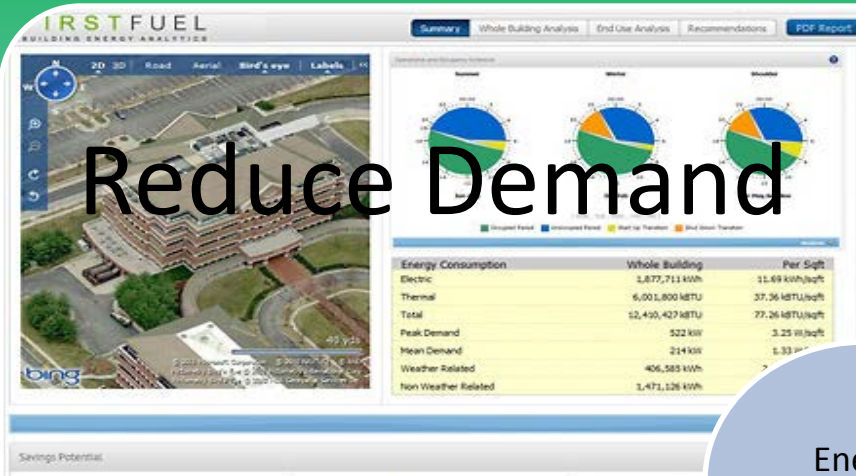 IRSTFUEL
BUILDING ENERGY ANALYTICS
Summary Whole Building Analysis End Use Analysis Recommendations PDF Report
N 2D 3D Road Aerial Bird's eye Labels <<
W
Summer Winter Shoulder
Reduce Demand
Occupied Period Unoccupied Period Start Up Transition Shut Down Transition
Energy Consumption Whole Building Per Sqft
Electric 1,877,711 kWh 11.69 kWh/sqft
Thermal 6,001,800 kBTU 37.36 kBTU/sqft
Total 12,410,427 kBTU 77.26 kBTU/sqft
Peak Demand 522 kW 3.25 W/sqft
Mean Demand 214 kW 1.33
Weather Related 406,585 kWh
Non Weather Related 1,471,126 kWh
40 yds
bing
Savings Potential
Ene